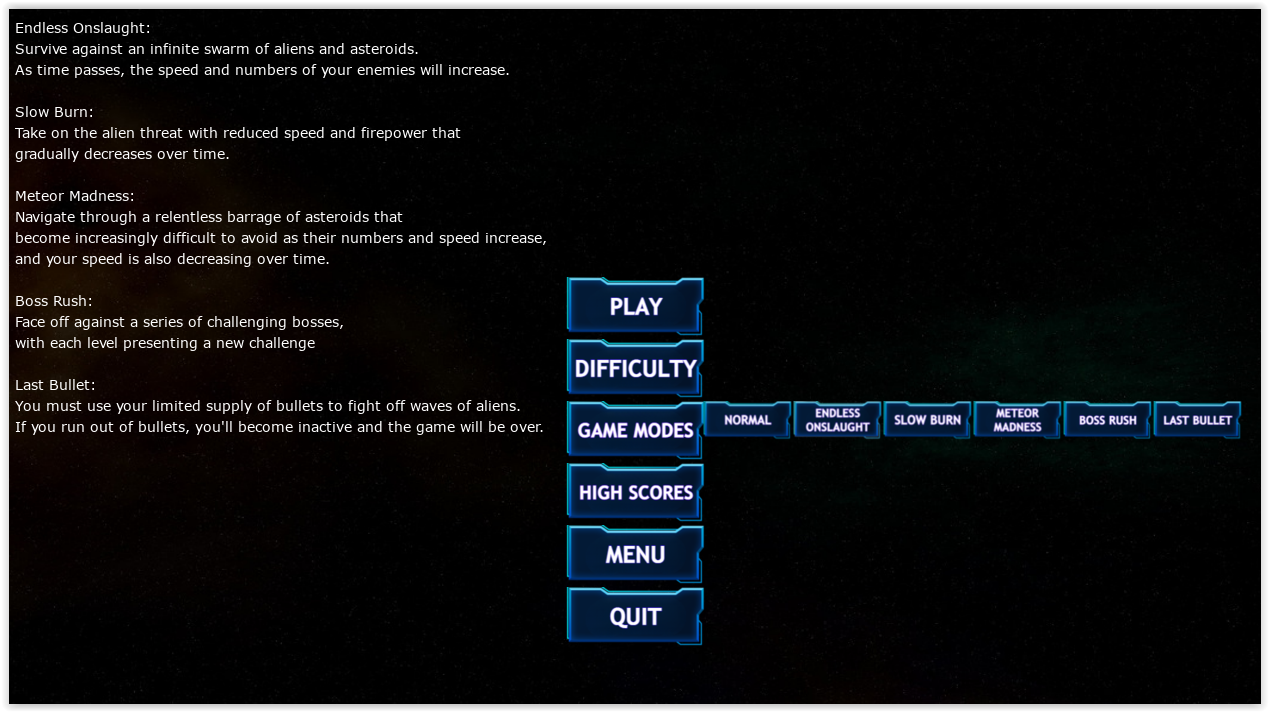 Endless Onslaught:
Survive against an infinite swarm of aliens and asteroids.
As time passes, the speed and numbers of your enemies will increase.
Slow Burn:
Take on the alien threat with reduced speed and firepower that
gradually decreases over time.
Meteor Madness:
Navigate through a relentless barrage of asteroids that
become increasingly difficult to avoid as their numbers and speed increase,
and your speed is also decreasing over time.
Boss Rush:
Face off against a series of challenging bosses,
with each level presenting a new challenge
Last Bullet:
You must use your limited supply of bullets to fight off waves of aliens.
If you run out of bullets, you'll become inactive and the game will be over.
PLAY
DIFFICULTY
GAME MODES
NORMAL
ENDLESS
ONSLAUGHT
SLOW BURN
METEOR
MADNESS
BOSS RUSH
LAST BULLET
HIGH SCORES
MENU
QUIT